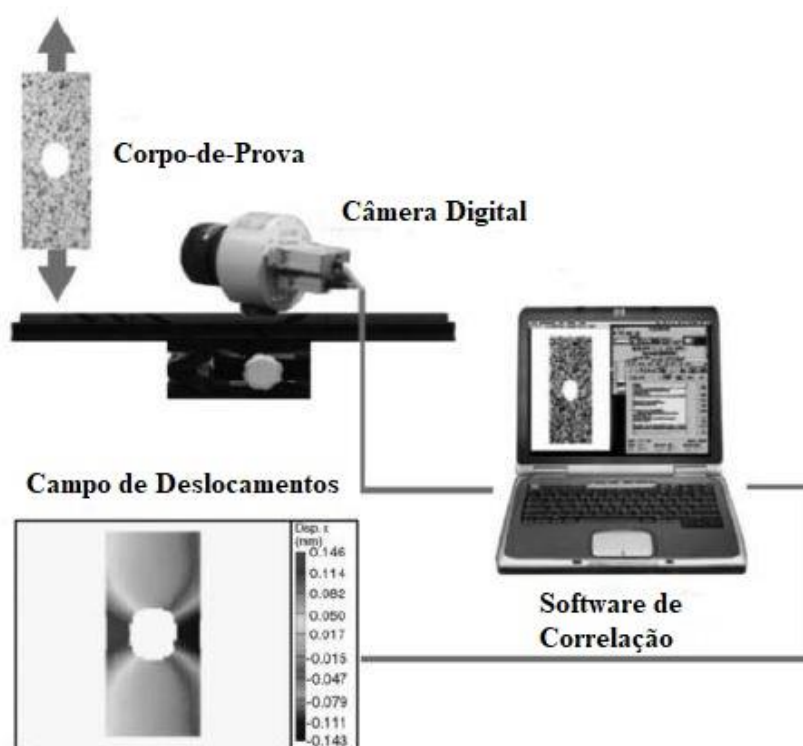 Corpo-de-Prova
Câmera Digital
Campo de Deslocamentos
Disp. x
(mm)
0.146
0.114
0.082
0.050
0.017
-0.015
-0.047
-0.079
-0.111
-0.143
Software de
Correlação